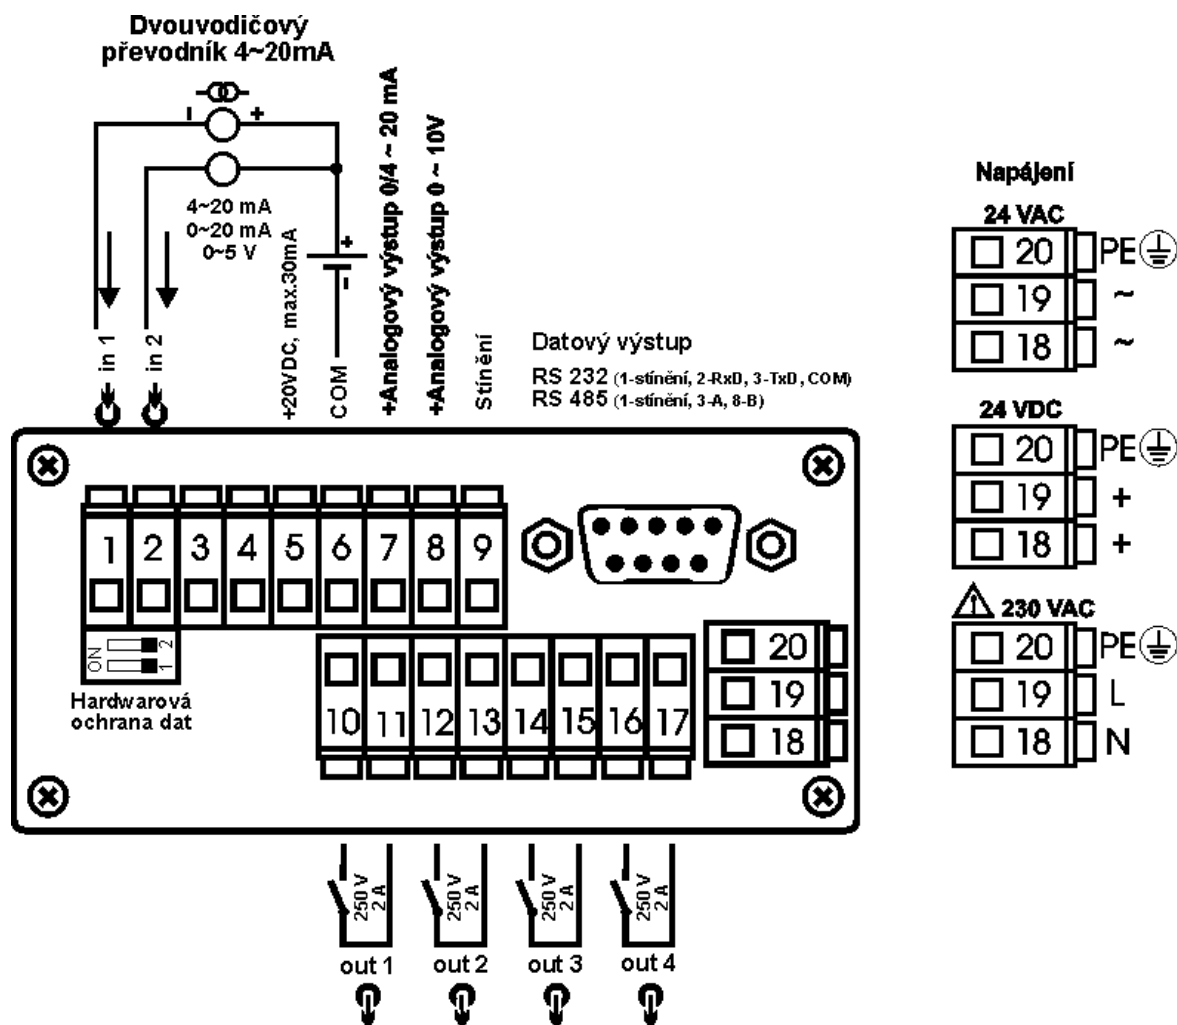 Dvouvodičový
převodník 4~20mA
- +
4~20 mA
0~20 mA
0~5 V
+
-
in 1
in 2
+20VDC, max.30mA
COM
+Analogový výstup 0/4 ~ 20 mA
+Analogový výstup 0 ~ 10V
Stínění
Datový výstup
RS 232 (1-stínění, 2-RxD, 3-TxD, COM)
RS 485 (1-stínění, 3-A, 8-B)
1 2 3 4 5 6 7 8 9
ON
2
1
Hardwarová
ochrana dat
10 11 12 13 14 15 16 17
20
19
18
250 V
2 A
250 V
2 A
250 V
2 A
250 V
2 A
out 1 out 2 out 3 out 4
Napájení
24 VAC
20 PE
19 ~
18 ~
24 VDC
20 PE
19 +
18 +
230 VAC
20 PE
19 L
18 N